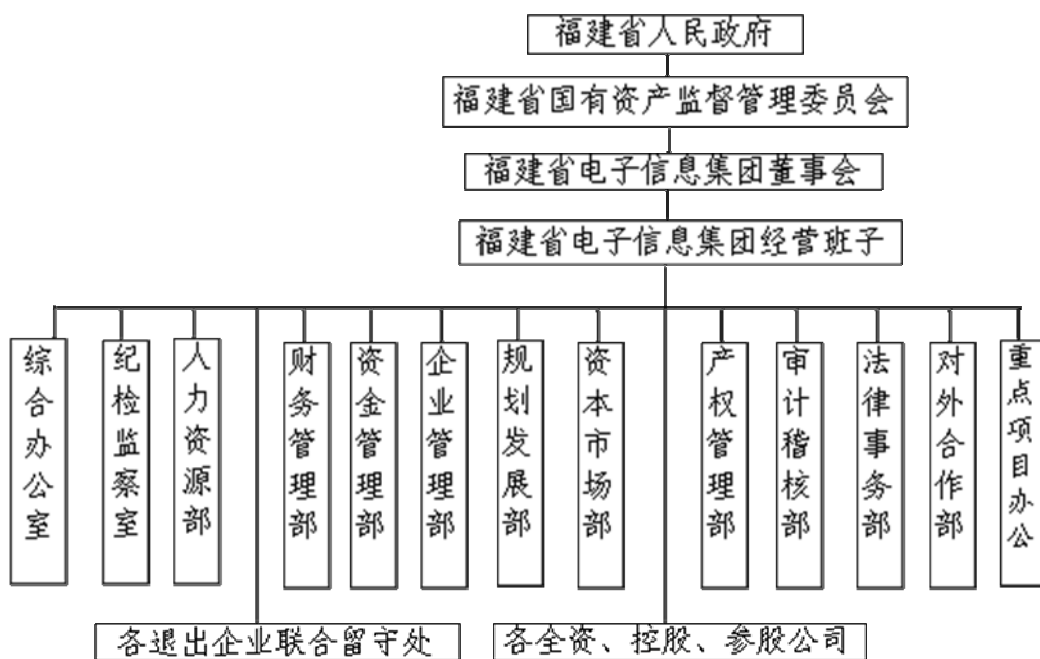 福建省人民政府
福建省国有资产监督管理委员会
福建省电子信息集团董事会
福建省电子信息集团经营班子
综合办公室
纪检监察室
人力资源部
财务管理部
资金管理部
企业管理部
规划发展部
资本市场部
产权管理部
审计稽核部
法律事务部
对外合作部
重点项目办公
各退出企业联合留守处
各全资、控股、参股公司